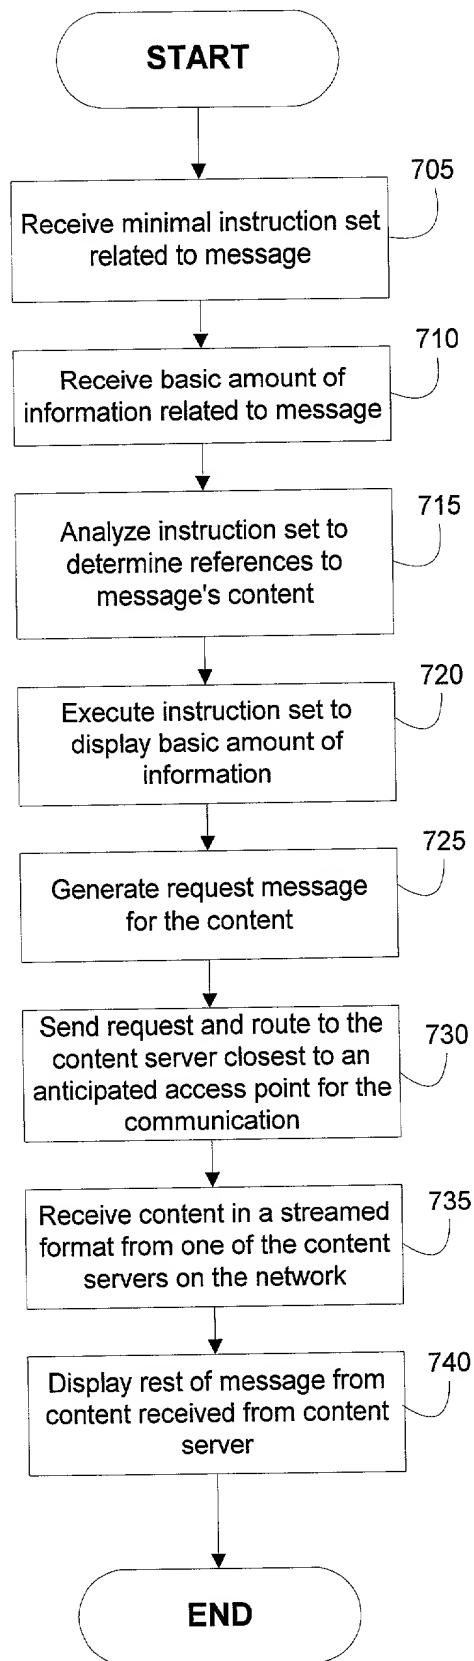 START
705
Receive minimal instruction set
related to message
710
Receive basic amount of
information related to message
715
Analyze instruction set to
determine references to
message's content
720
Execute instruction set to
display basic amount of
information
725
Generate request message
for the content
730
Send request and route to the
content server closest to an
anticipated access point for the
communication
735
Receive content in a streamed
format from one of the content
servers on the network
740
Display rest of message from
content received from content
server
END